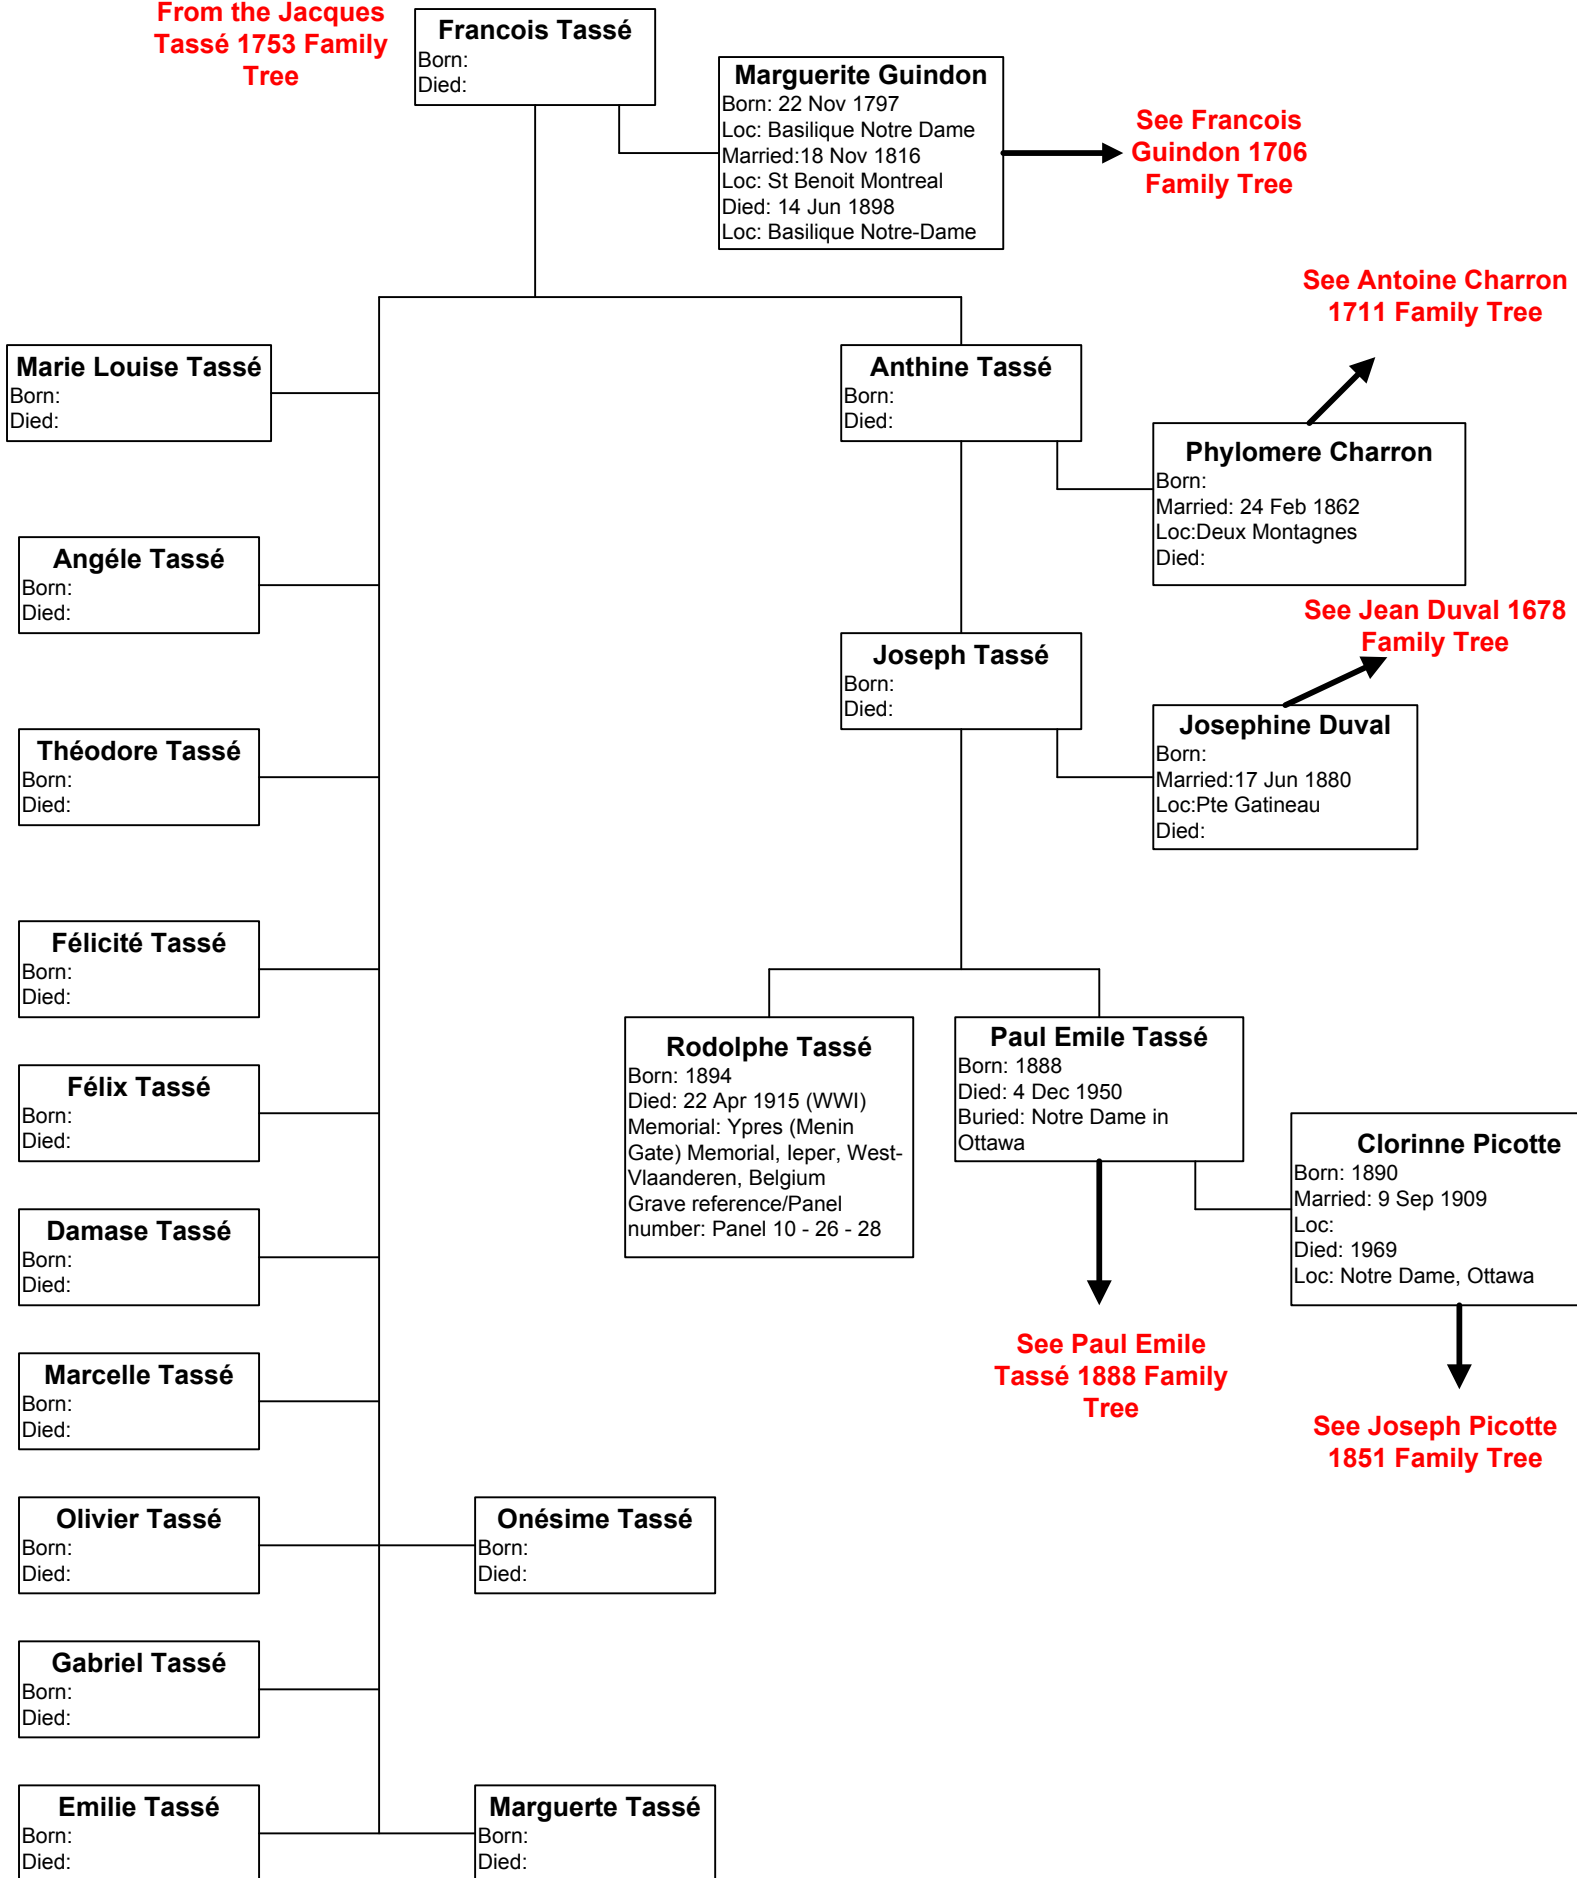 From the Jacques
Tassé 1753 Family
Tree
Francois Tassé
Born:
Died:
Marguerite Guindon
Born: 22 Nov 1797
Loc: Basilique Notre Dame
Married:18 Nov 1816
Loc: St Benoit Montreal
Died: 14 Jun 1898
Loc: Basilique Notre-Dame
See Francois
Guindon 1706
Family Tree
See Antoine Charron
1711 Family Tree
Marie Louise Tassé
Born:
Died:
Anthine Tassé
Born:
Died:
Phylomere Charron
Born:
Married: 24 Feb 1862
Loc:Deux Montagnes
Died:
Angéle Tassé
Born:
Died:
See Jean Duval 1678
Family Tree
Joseph Tassé
Born:
Died:
Josephine Duval
Born:
Married:17 Jun 1880
Loc:Pte Gatineau
Died:
Théodore Tassé
Born:
Died:
Félicité Tassé
Born:
Died:
Rodolphe Tassé
Born: 1894
Died: 22 Apr 1915 (WWI)
Memorial: Ypres (Menin
Gate) Memorial, Ieper, West-
Vlaanderen, Belgium
Grave reference/Panel
number: Panel 10 - 26 - 28
Paul Emile Tassé
Born: 1888
Died: 4 Dec 1950
Buried: Notre Dame in
Ottawa
Clorinne Picotte
Born: 1890
Married: 9 Sep 1909
Loc:
Died: 1969
Loc: Notre Dame, Ottawa
Félix Tassé
Born:
Died:
Damase Tassé
Born:
Died:
See Paul Emile
Tassé 1888 Family
Tree
See Joseph Picotte
1851 Family Tree
Marcelle Tassé
Born:
Died:
Olivier Tassé
Born:
Died:
Onésime Tassé
Born:
Died:
Gabriel Tassé
Born:
Died:
Emilie Tassé
Born:
Died:
Marguerte Tassé
Born:
Died: